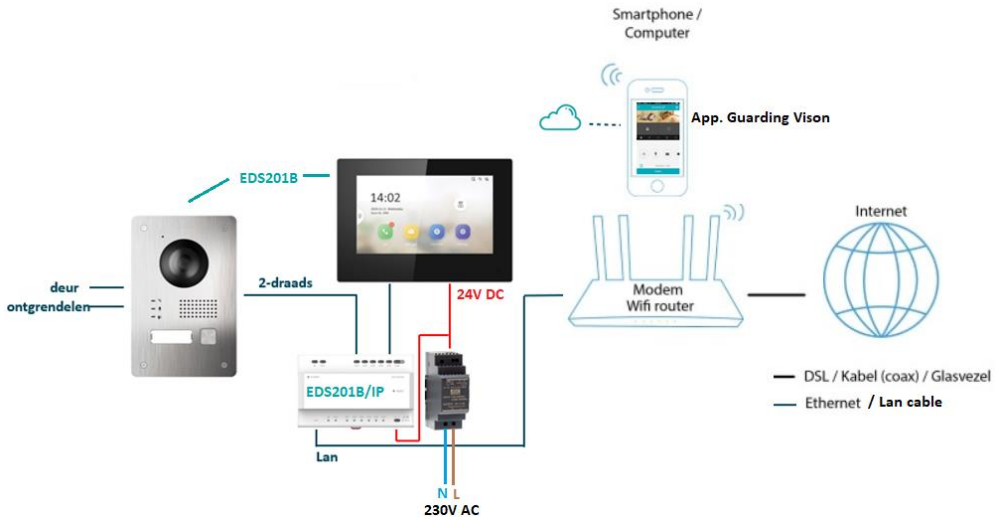 Smartphone /
Computer
App. Guarding Vison
EDS201B
14:02
Internet
deur
ontgrendelen
2-draads
24V DC
Modem
Wifi router
EDS201B/IP
DSL / Kabel (coax) / Glasvezel
Ethernet / Lan cable
Lan
N L
230V AC